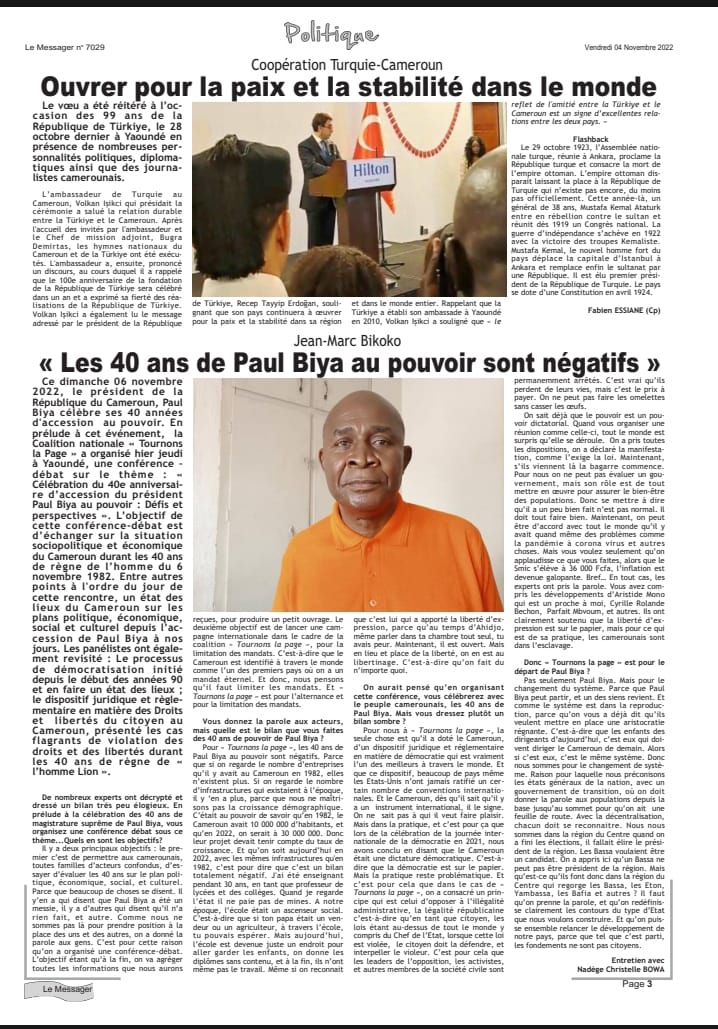 Politique
Le Messager n° 7029
Vendredi 04 Novembre 2022
Coopération Turquie-Cameroun
Ouvrer pour la paix et la stabilité dans le monde
Le vœu a été réitéré à l'oc-
casion des 99 ans de la
République de Türkiye, le 28
octobre dernier à Yaoundé en
présence de nombreuses per-
sonnalités politiques, diploma-
tiques ainsi que des journa-
listes camerounais.
L'ambassadeur de Turquie au
Cameroun, Volkan Işıkci qui présidait la
cérémonie a salué la relation durable
entre la Türkiye et le Cameroun. Après
l'accueil des invités par l'ambassadeur et
le Chef de mission adjoint, Bugra
Demirtas, les hymnes nationaux du
Cameroun et de la Türkiye ont été exécu-
tés. L'ambassadeur a, ensuite, prononcé
un discours, au cours duquel il a rappelé
que le 100e anniversaire de la fondation
de la République de Türkiye sera célébré
dans un an et a exprimé sa fierté des réa-
lisations de la République de Türkiye.
Volkan Işikci a également lu le message
adressé par le président de la République
Hilton
de Türkiye, Recep Tayyip Erdoğan, souli-
gnant que son pays continuera à œuvrer
pour la paix et la stabilité dans sa région
et dans le monde entier. Rappelant que la
Türkiye a établi son ambassade à Yaoundé
en 2010, Volkan Işikci a souligné que « le
reflet de l'amitié entre la Türkiye et le
Cameroun est un signe d'excellentes rela-
tions entre les deux pays. »
Flashback
Le 29 octobre 1923, l'Assemblée natio-
nale turque, réunie à Ankara, proclame la
République turque et consacre la mort de
l'empire ottoman. L'empire ottoman dis-
parait laissant la place à la République de
Turquie qui n'existe pas encore, du moins
pas officiellement. Cette année-là, un
général de 38 ans, Mustafa Kemal Ataturk
entre en rébellion contre le sultan et
réunit dès 1919 un Congrès national. La
guerre d'indépendance s'achève en 1922
avec la victoire des troupes Kemaliste.
Mustafa Kemal, le nouvel homme fort du
pays déplace la capitale d'Istanbul à
Ankara et remplace enfin le sultanat par
une République. Il est élu premier prési-
dent de la République de Turquie. Le pays
se dote d'une Constitution en avril 1924.
Fabien ESSIANE (Cp)
Jean-Marc Bikoko
« Les 40 ans de Paul Biya au pouvoir sont négatifs »
Ce dimanche 06 novembre
2022, le président de la
République du Cameroun, Paul
Biya célèbre ses 40 années
d'accession au pouvoir. En
prélude à cet événement, la
Coalition nationale « Tournons
la Page » a organisé hier jeudi
à Yaoundé, une conférence -
débat sur le thème : «
Célébration du 40e anniversai-
re d'accession du président
Paul Biya au pouvoir : Défis et
perspectives ». L'objectif de
cette conférence-débat est
d'échanger sur la situation
sociopolitique et économique
du Cameroun durant les 40 ans
de règne de l'homme du 6
novembre 1982. Entre autres
points à l'ordre du jour de
cette rencontre, un état des
lieux du Cameroun sur les
plans politique, économique,
social et culturel depuis l'ac-
cession de Paul Biya à nos
jours. Les panélistes ont égale-
ment revisité : Le processus
de démocratisation initié
depuis le début des années 90
et en faire un état des lieux ;
le dispositif juridique et règle-
mentaire en matière des Droits
et libertés du citoyen au
Cameroun, présenté les cas
flagrants de violation des
droits et des libertés durant
les 40 ans de règne de «
l'homme Lion ».
De nombreux experts ont décrypté et
dressé un bilan très peu élogieux. En
prélude à la célébration des 40 ans de
magistrature suprême de Paul Biya, vous
organisez une conférence débat sous ce
thème...Quels en sont les objectifs?
Il y a deux principaux objectifs : le pre-
mier c'est de permettre aux camerounais,
toutes familles d'acteurs confondus, d'es-
sayer d'évaluer les 40 ans sur le plan poli-
tique, économique, social, et culturel.
Parce que beaucoup de choses se disent. Il
y'en a qui disent que Paul Biya a été un
messie, il y a d'autres qui disent qu'il n'a
rien fait, et autre. Comme nous ne
sommes pas là pour prendre position à la
place des uns et des autres, on a donné la
parole aux gens. C'est pour cette raison
qu'on a organisé une conférence-débat.
L'objectif étant qu'à la fin, on va agréger
toutes les informations que nous aurons
reçues, pour produire un petit ouvrage. Le
deuxième objectif est de lancer une cam-
pagne internationale dans le cadre de la
coalition « Tournons la page », pour la
limitation des mandats. C'est-à-dire que le
Cameroun est identifié à travers le monde
comme l'un des premiers pays où on a un
mandat éternel. Et donc, nous pensons
qu'il faut limiter les mandats. Et «
Tournons la page » est pour l'alternance et
pour la limitation des mandats.
Vous donnez la parole aux acteurs,
mais quelle est le bilan que vous faites
des 40 ans de pouvoir de Paul Biya ?
Pour « Tournons la page », les 40 ans de
Paul Biya au pouvoir sont négatifs. Parce
que si on regarde le nombre d'entreprises
qu'il y avait au Cameroun en 1982, elles
n'existent plus. Si on regarde le nombre
d'infrastructures qui existaient à l'époque,
il y 'en a plus, parce que nous ne maîtri-
sons pas la croissance démographique.
C'était au pouvoir de savoir qu'en 1982, le
Cameroun avait 10 000 000 d'habitants, et
qu'en 2022, on serait à 30 000 000. Donc
leur projet devait tenir compte du taux de
croissance. Et qu'on soit aujourd'hui en
2022, avec les mêmes infrastructures qu'en
1982, c'est pour dire que c'est un bilan
totalement négatif. J'ai été enseignant
pendant 30 ans, en tant que professeur de
lycées et des collèges. Quand je regarde
l'état il ne paie pas de mines. A notre
époque, l'école était un ascenseur social.
C'est-à-dire que si ton papa était un ven-
deur ou un agriculteur, à travers l'école,
tu pouvais espérer. Mais aujourd'hui,
l'école est devenue juste un endroit pour
aller garder les enfants, on donne les
diplômes sans contenu, et à la fin, ils n'ont
même pas le travail. Même si on reconnait
que c'est lui qui a apporté la liberté d'ex-
pression, parce qu'au temps d'Ahidjo,
même parler dans ta chambre tout seul, tu
avais peur. Maintenant, il est ouvert. Mais
en lieu et place de la liberté, on en est au
libertinage. C'est-à-dire qu'on fait du
n'importe quoi.
On aurait pensé qu'en organisant
cette conférence, vous célébrerez avec
le peuple camerounais, les 40 ans de
Paul Biya. Mais vous dressez plutôt un
bilan sombre ?
Pour nous à « Tournons la page », la
seule chose est qu'il a doté le Cameroun,
d'un dispositif juridique et réglementaire
en matière de démocratie qui est vraiment
l'un des meilleurs à travers le monde. Et
que ce dispositif, beaucoup de pays même
les Etats-Unis n'ont jamais ratifié un cer-
tain nombre de conventions internatio-
nales. Et le Cameroun, dès qu'il sait qu'il y
a un instrument international, il le signe.
On ne sait pas à qui il veut faire plaisir.
Mais dans la pratique, et c'est pour ça que
lors de la célébration de la journée inter-
nationale de la démocratie en 2021, nous
avons conclu en disant que le Cameroun
était une dictature démocratique. C'est-à-
dire que la démocratie est sur le papier.
Mais la pratique reste problématique. Et
c'est pour cela que dans le cas de «
Tournons la page », on a consacré un prin-
cipe qui est celui d'opposer à l'illégalité
administrative, la légalité républicaine
c'est-à-dire qu'en tant que citoyens, les
lois étant au-dessus de tout le monde y
compris du Chef de l'Etat, lorsque cette loi
est violée, le citoyen doit la défendre, et
interpeller le violeur. C'est pour cela que
les leaders de l'opposition, les activistes,
et autres membres de la société civile sont
permanemment arrêtés. C'est vrai qu'ils
perdent de leurs vies, mais c'est le prix à
payer. On ne peut pas faire les omelettes
sans casser les œufs.
On sait déjà que le pouvoir est un pou-
voir dictatorial. Quand vous organiser une
réunion comme celle-ci, tout le monde est
surpris qu'elle se déroule. On a pris toutes
les dispositions, on a déclaré la manifesta-
tion, comme l'exige la loi. Maintenant,
s'ils viennent là la bagarre commence.
Pour nous on ne peut pas évaluer un gou-
vernement, mais son rôle est de tout
mettre en œuvre pour assurer le bien-être
des populations. Donc se mettre à dire
qu'il a un peu bien fait n'est pas normal. Il
doit tout faire bien. Maintenant, on peut
être d'accord avec tout le monde qu'il y
avait quand même des problèmes comme
la pandémie à corona virus et autres
choses. Mais vous voulez seulement qu'on
applaudisse ce que vous faites, alors que le
Smic s'élève à 36 000 Fcfa, l'inflation est
devenue galopante. Bref... En tout cas, les
experts ont pris la parole. Vous avez com-
pris les développements d'Aristide Mono
qui est un proche à moi, Cyrille Rolande
Bechon, Parfait Mbvoum, et autres. Ils ont
clairement soutenu que la liberté d'ex-
pression est sur le papier, mais pour ce qui
est de sa pratique, les camerounais sont
dans l'esclavage.
Donc « Tournons la page » est pour le
départ de Paul Biya ?
Pas seulement Paul Biya. Mais pour le
changement du système. Parce que Paul
Biya peut partir, et un des siens revient. Et
comme le système est dans la reproduc-
tion, parce qu'on vous a déjà dit qu'ils
veulent mettre en place une aristocratie
régnante. C'est-à-dire que les enfants des
dirigeants d'aujourd'hui, c'est eux qui doi-
vent diriger le Cameroun de demain. Alors
si c'est eux, c'est le même système. Donc
nous sommes pour le changement de systè-
me. Raison pour laquelle nous préconisons
les états généraux de la nation, avec un
gouvernement de transition, où on doit
donner la parole aux populations depuis la
base jusqu'au sommet pour qu'on ait une
feuille de route. Avec la décentralisation,
chacun doit se reconnaitre. Nous nous
sommes dans la région du Centre quand on
a fini les élections, il fallait élire le prési-
dent de la région. Les Bassa voulaient être
un candidat. On a appris ici qu'un Bassa ne
peut pas être président de la région. Mais
qu'est-ce qu'ils font donc dans la région du
Centre qui regorge les Bassa, les Eton,
Yambassa, les Bafia et autres ? Il faut
qu'on prenne la parole, et qu'on redéfinis-
se clairement les contours du type d'Etat
que nous voulons construire. Et qu'on puis-
se ensemble relancer le développement de
notre pays, parce que tel que c'est parti,
les fondements ne sont pas citoyens.
Entretien avec
Nadège Christelle BOWA
Le Messager
Page 3